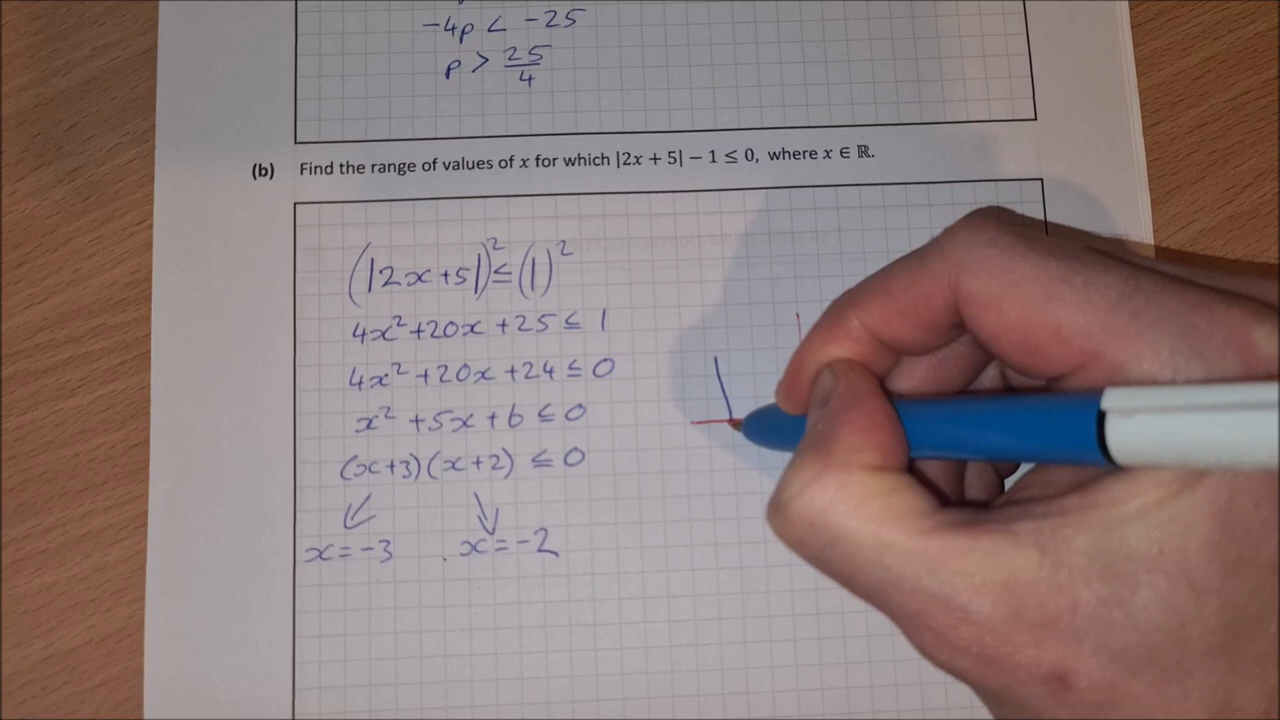 -4p < -25
p > 25/4
(b) Find the range of values of x for which |2x + 5| − 1 ≤ 0, where x ∈ ℝ.
(|2x+5|)² ≤ (1)²
4x² +20x +25 ≤ 1
4x² +20x +24 ≤ 0
x² +5x +6 ≤ 0
(x+3)(x+2) ≤ 0
x=-3 x=-2